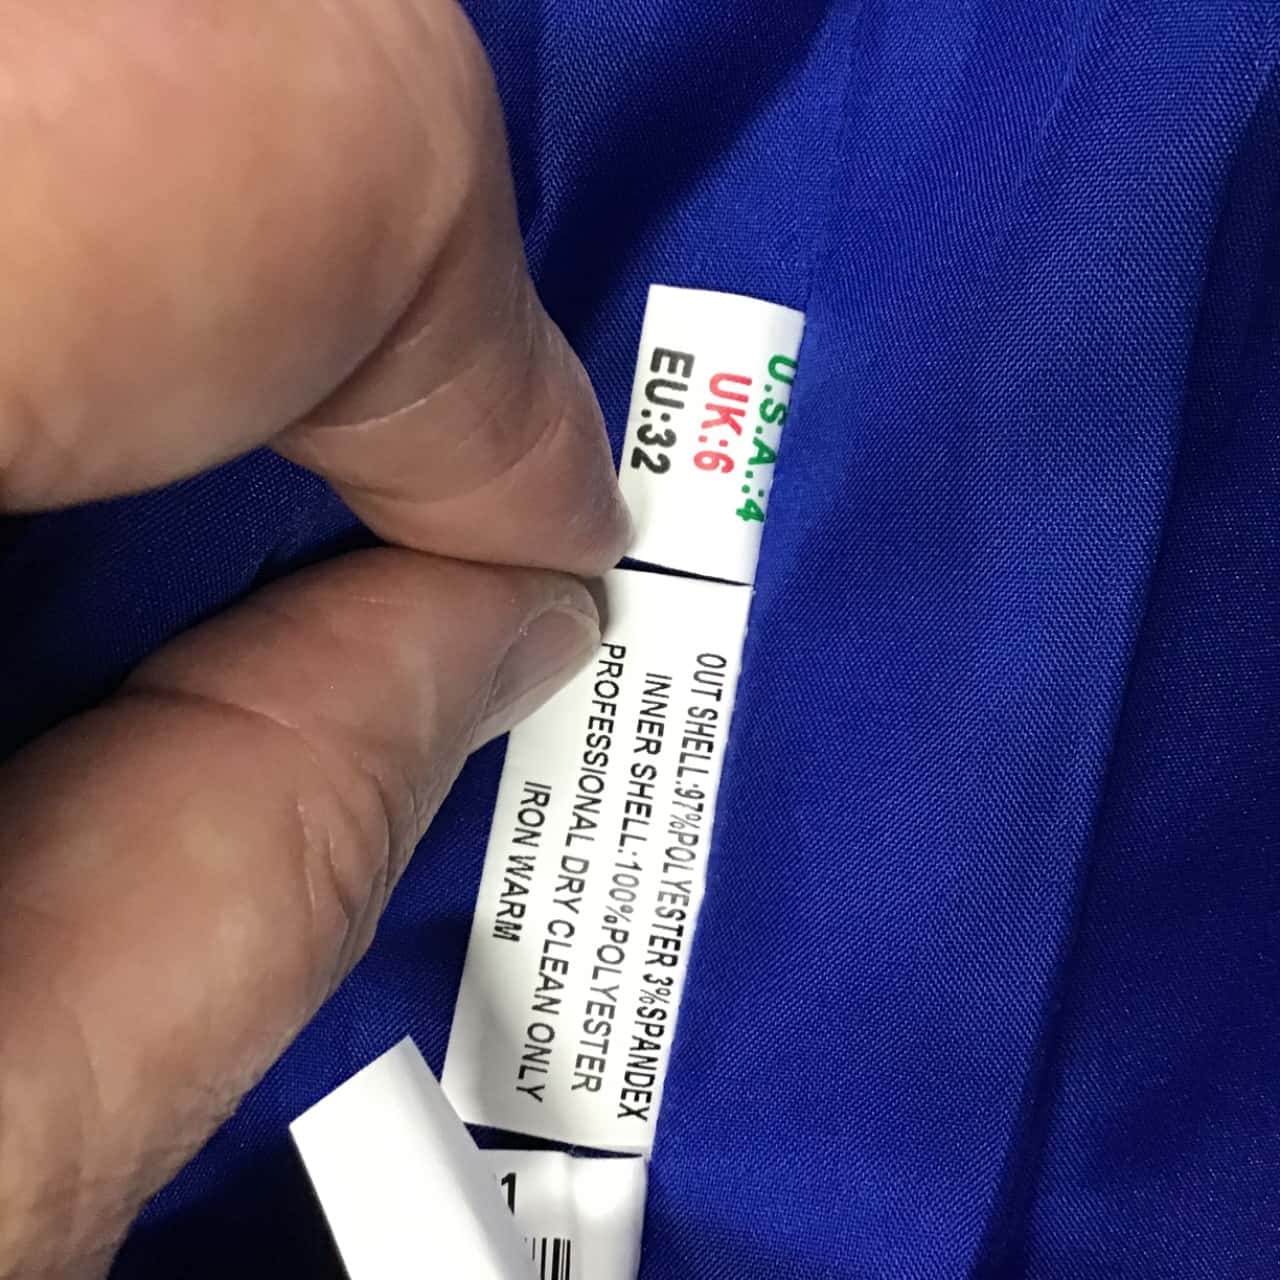 U.S.A.:4
UK:6
EU:32
OUT SHELL:97%POLYESTER 3%SPANDEX
INNER SHELL:100%POLYESTER
PROFESSIONAL DRY CLEAN ONLY
IRON WARM
1